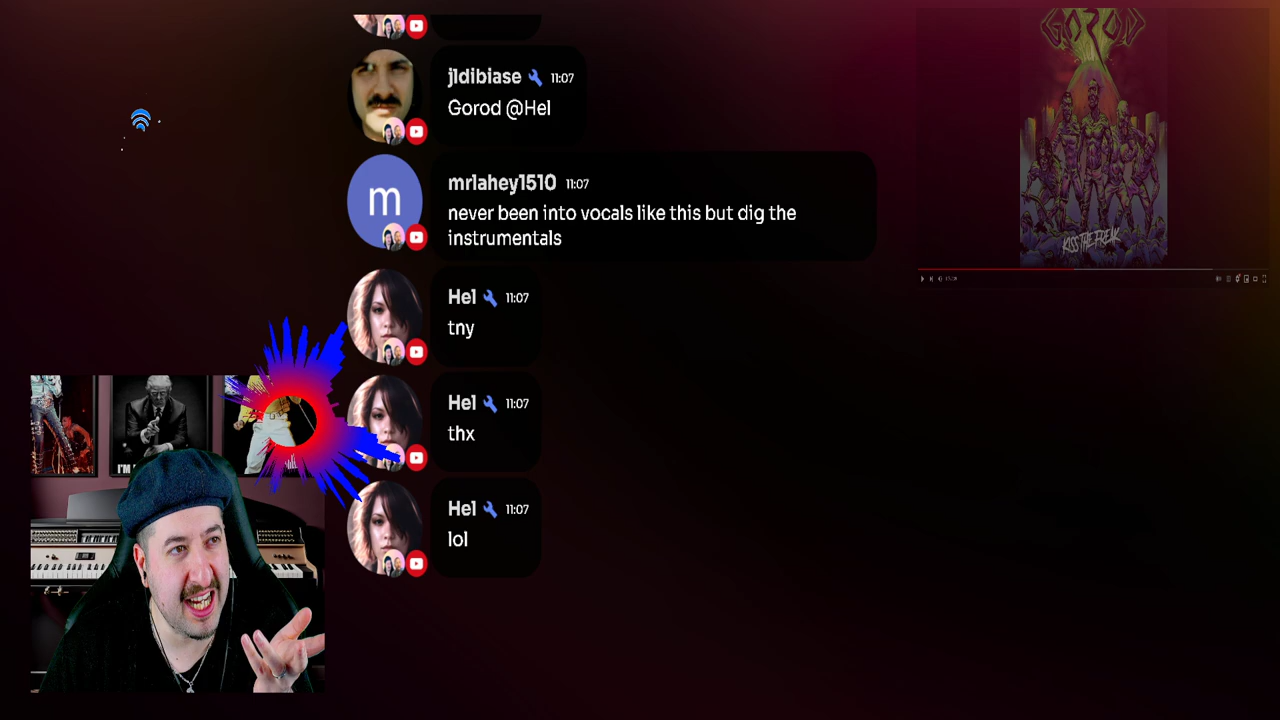 jldibiase 11:07
Gorod @Hel
mrlahey1510 11:07
never been into vocals like this but dig the
instrumentals
m
Hel 11:07
tny
Hel 11:07
thx
Hel 11:07
lol
GOROD
KISS THE FREAK
I'M